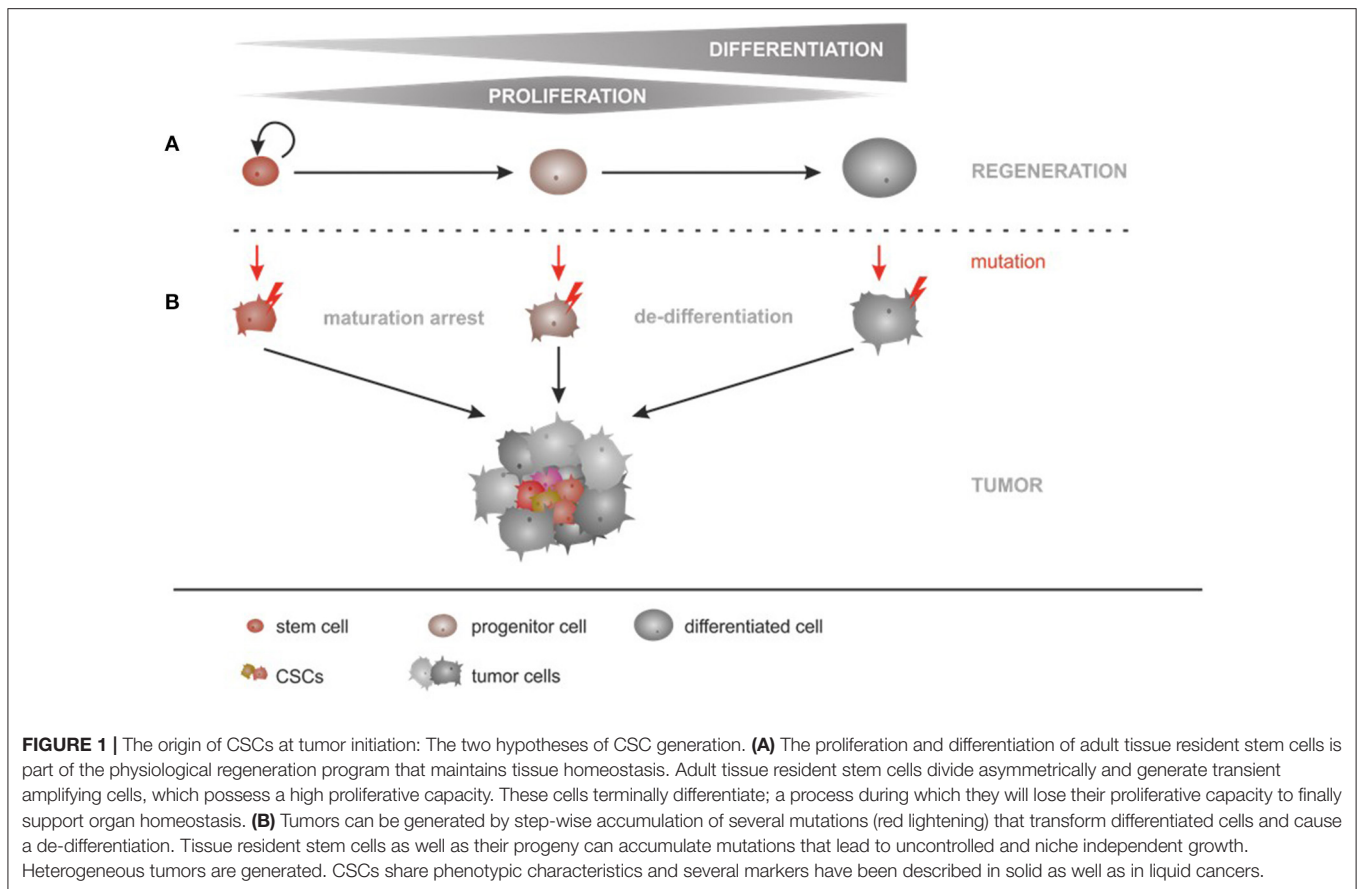 DIFFERENTIATION
PROLIFERATION
A
REGENERATION
mutation
B
maturation arrest
de-differentiation
TUMOR
stem cell
progenitor cell
differentiated cell
CSCs
tumor cells
FIGURE 1 | The origin of CSCs at tumor initiation: The two hypotheses of CSC generation. (A) The proliferation and differentiation of adult tissue resident stem cells is
part of the physiological regeneration program that maintains tissue homeostasis. Adult tissue resident stem cells divide asymmetrically and generate transient
amplifying cells, which possess a high proliferative capacity. These cells terminally differentiate; a process during which they will lose their proliferative capacity to finally
support organ homeostasis. (B) Tumors can be generated by step-wise accumulation of several mutations (red lightening) that transform differentiated cells and cause
a de-differentiation. Tissue resident stem cells as well as their progeny can accumulate mutations that lead to uncontrolled and niche independent growth.
Heterogeneous tumors are generated. CSCs share phenotypic characteristics and several markers have been described in solid as well as in liquid cancers.